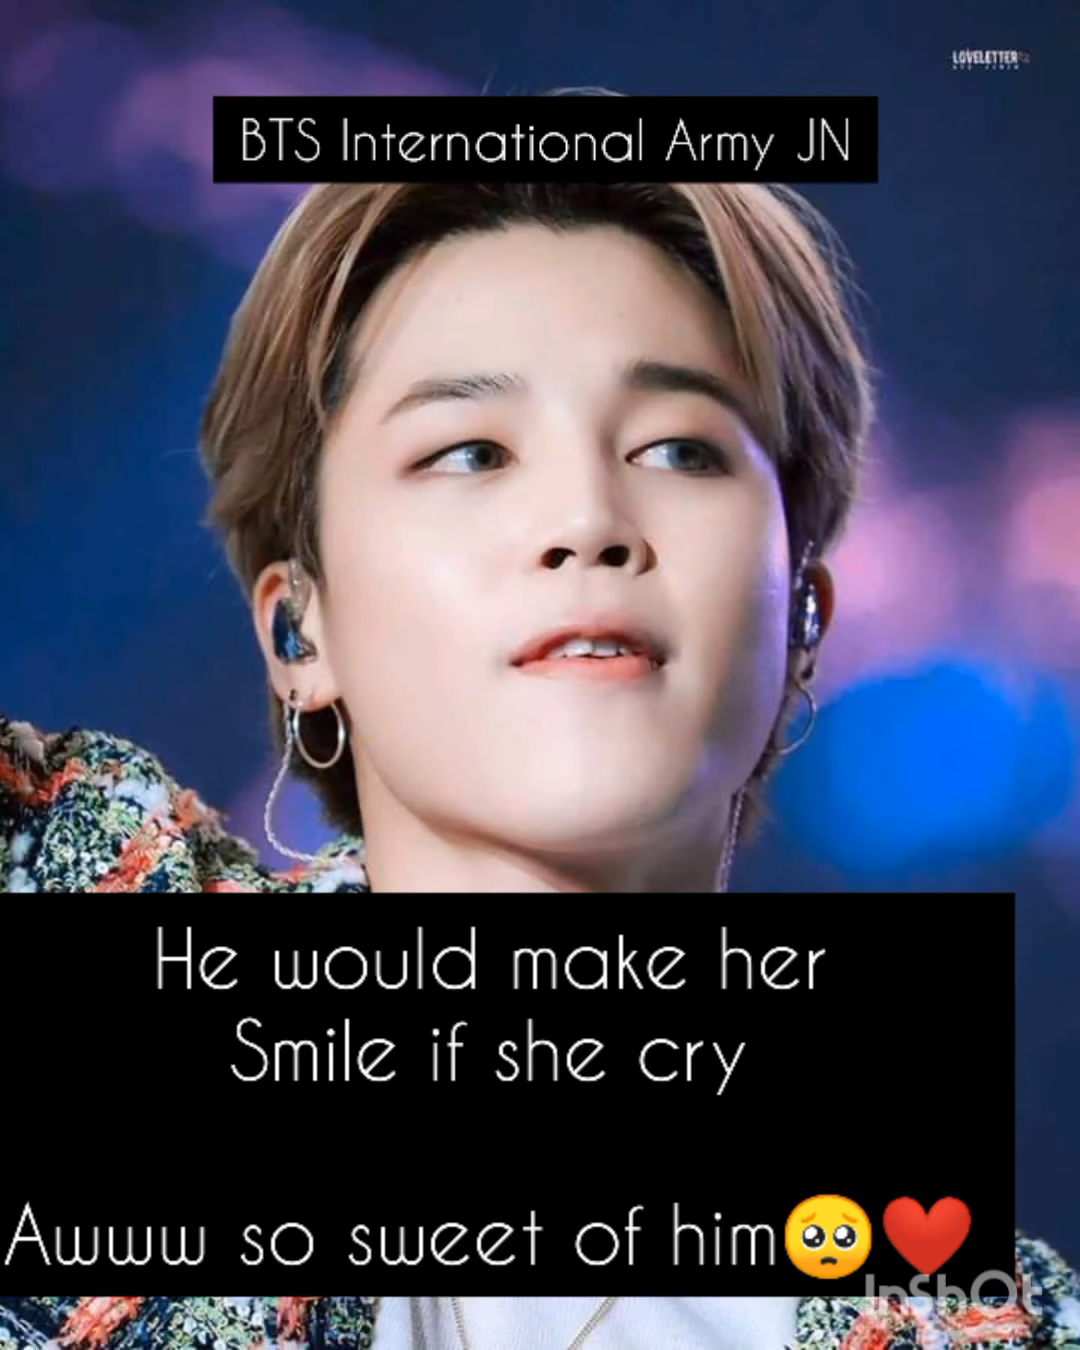 LOVELETTER
BTS International Army JN
He would make her
Smile if she cry
Awww so sweet of him🥺❤️
InShOt